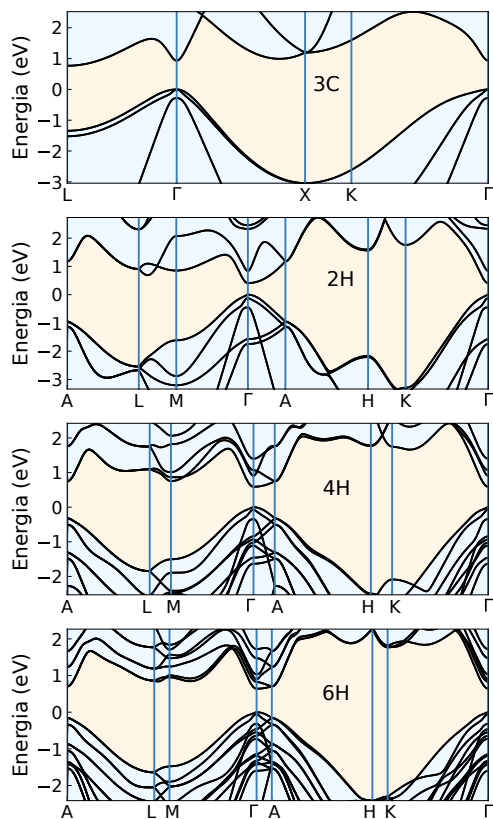 2
1
0
−1
−2
−3
Energia (eV)
3C
L Γ X K Γ
2
1
0
−1
−2
−3
Energia (eV)
2H
A L M Γ A H K Γ
2
1
0
−1
−2
Energia (eV)
4H
A L M Γ A H K Γ
2
1
0
−1
−2
Energia (eV)
6H
A L M Γ A H K Γ